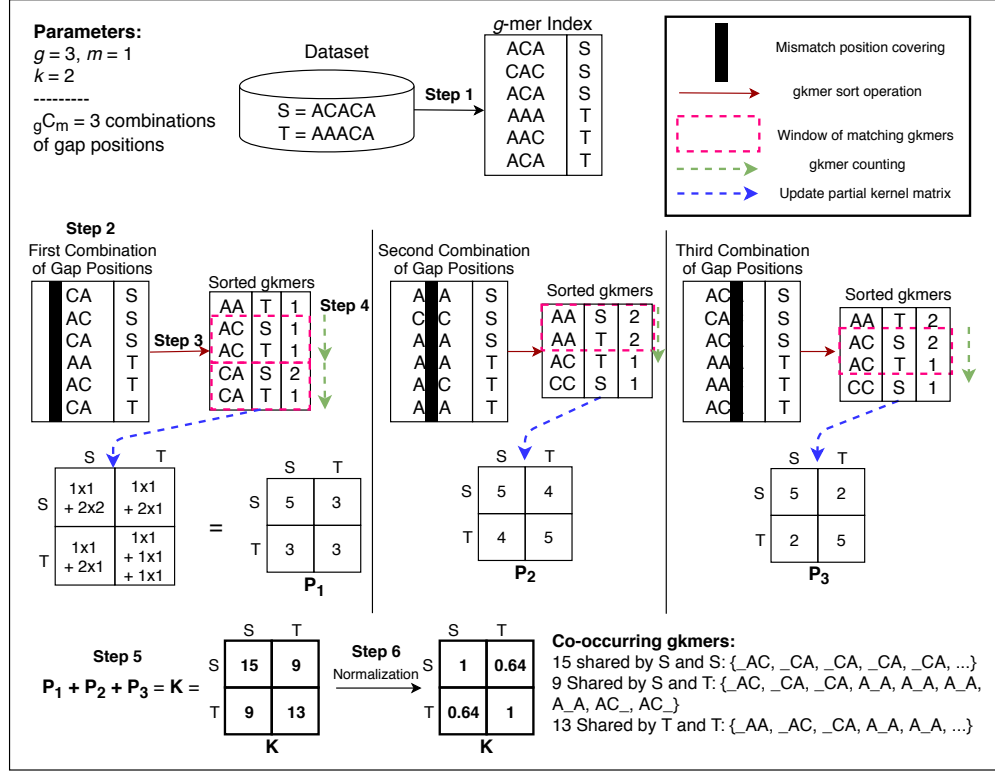 Parameters:
g = 3, m = 1
k = 2
---------
gCm = 3 combinations
of gap positions
Dataset
S = ACACA
T = AAACA
Step 1
g-mer Index
ACA S
CAC S
ACA S
AAA T
AAC T
ACA T
Mismatch position covering
gkmer sort operation
Window of matching gkmers
gkmer counting
Update partial kernel matrix
Step 2
First Combination
of Gap Positions
CA S
AC S
CA S
AA T
AC T
CA T
Step 3
Sorted gkmers
AA T 1
AC S 1
AC T 1
CA S 2
CA T 1
Step 4
S T
S 1x1 + 2x2 1x1 + 2x1
T 1x1 + 2x1 1x1 + 1x1 + 1x1
=
S T
S 5 3
T 3 3
P1
Second Combination
of Gap Positions
A A S
C C S
A A S
A A T
A C T
A A T
Sorted gkmers
AA S 2
AA T 2
AC T 1
CC S 1
S T
S 5 4
T 4 5
P2
Third Combination
of Gap Positions
AC S
CA S
AC S
AA T
AA T
AC T
Sorted gkmers
AA T 2
AC S 2
AC T 1
CC S 1
S T
S 5 2
T 2 5
P3
Step 5
P1 + P2 + P3 = K =
S T
S 15 9
T 9 13
K
Step 6
Normalization
S T
S 1 0.64
T 0.64 1
K
Co-occurring gkmers:
15 shared by S and S: {_AC, _CA, _CA, _CA, _CA, ...}
9 Shared by S and T: {_AC, _CA, _CA, A_A, A_A, A_A,
A_A, AC_, AC_}
13 Shared by T and T: {_AA, _AC, _CA, A_A, A_A, ...}